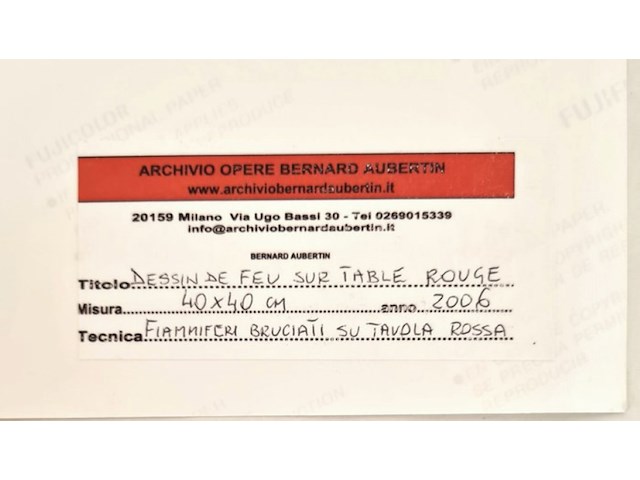 ARCHIVIO OPERE BERNARD AUBERTIN
www.archiviobernardaubertin.it
20159 Milano Via Ugo Bassi 30 - Tel 0269015339
info@archiviobernardaubertin.it
BERNARD AUBERTIN
Titolo DESSIN DE FEU SUR TABLE ROUGE
Misura 40x40 CM anno 2006
Tecnica FIAMMIFERI BRUCIATI SU TAVOLA ROSSA
FUJICOLOR